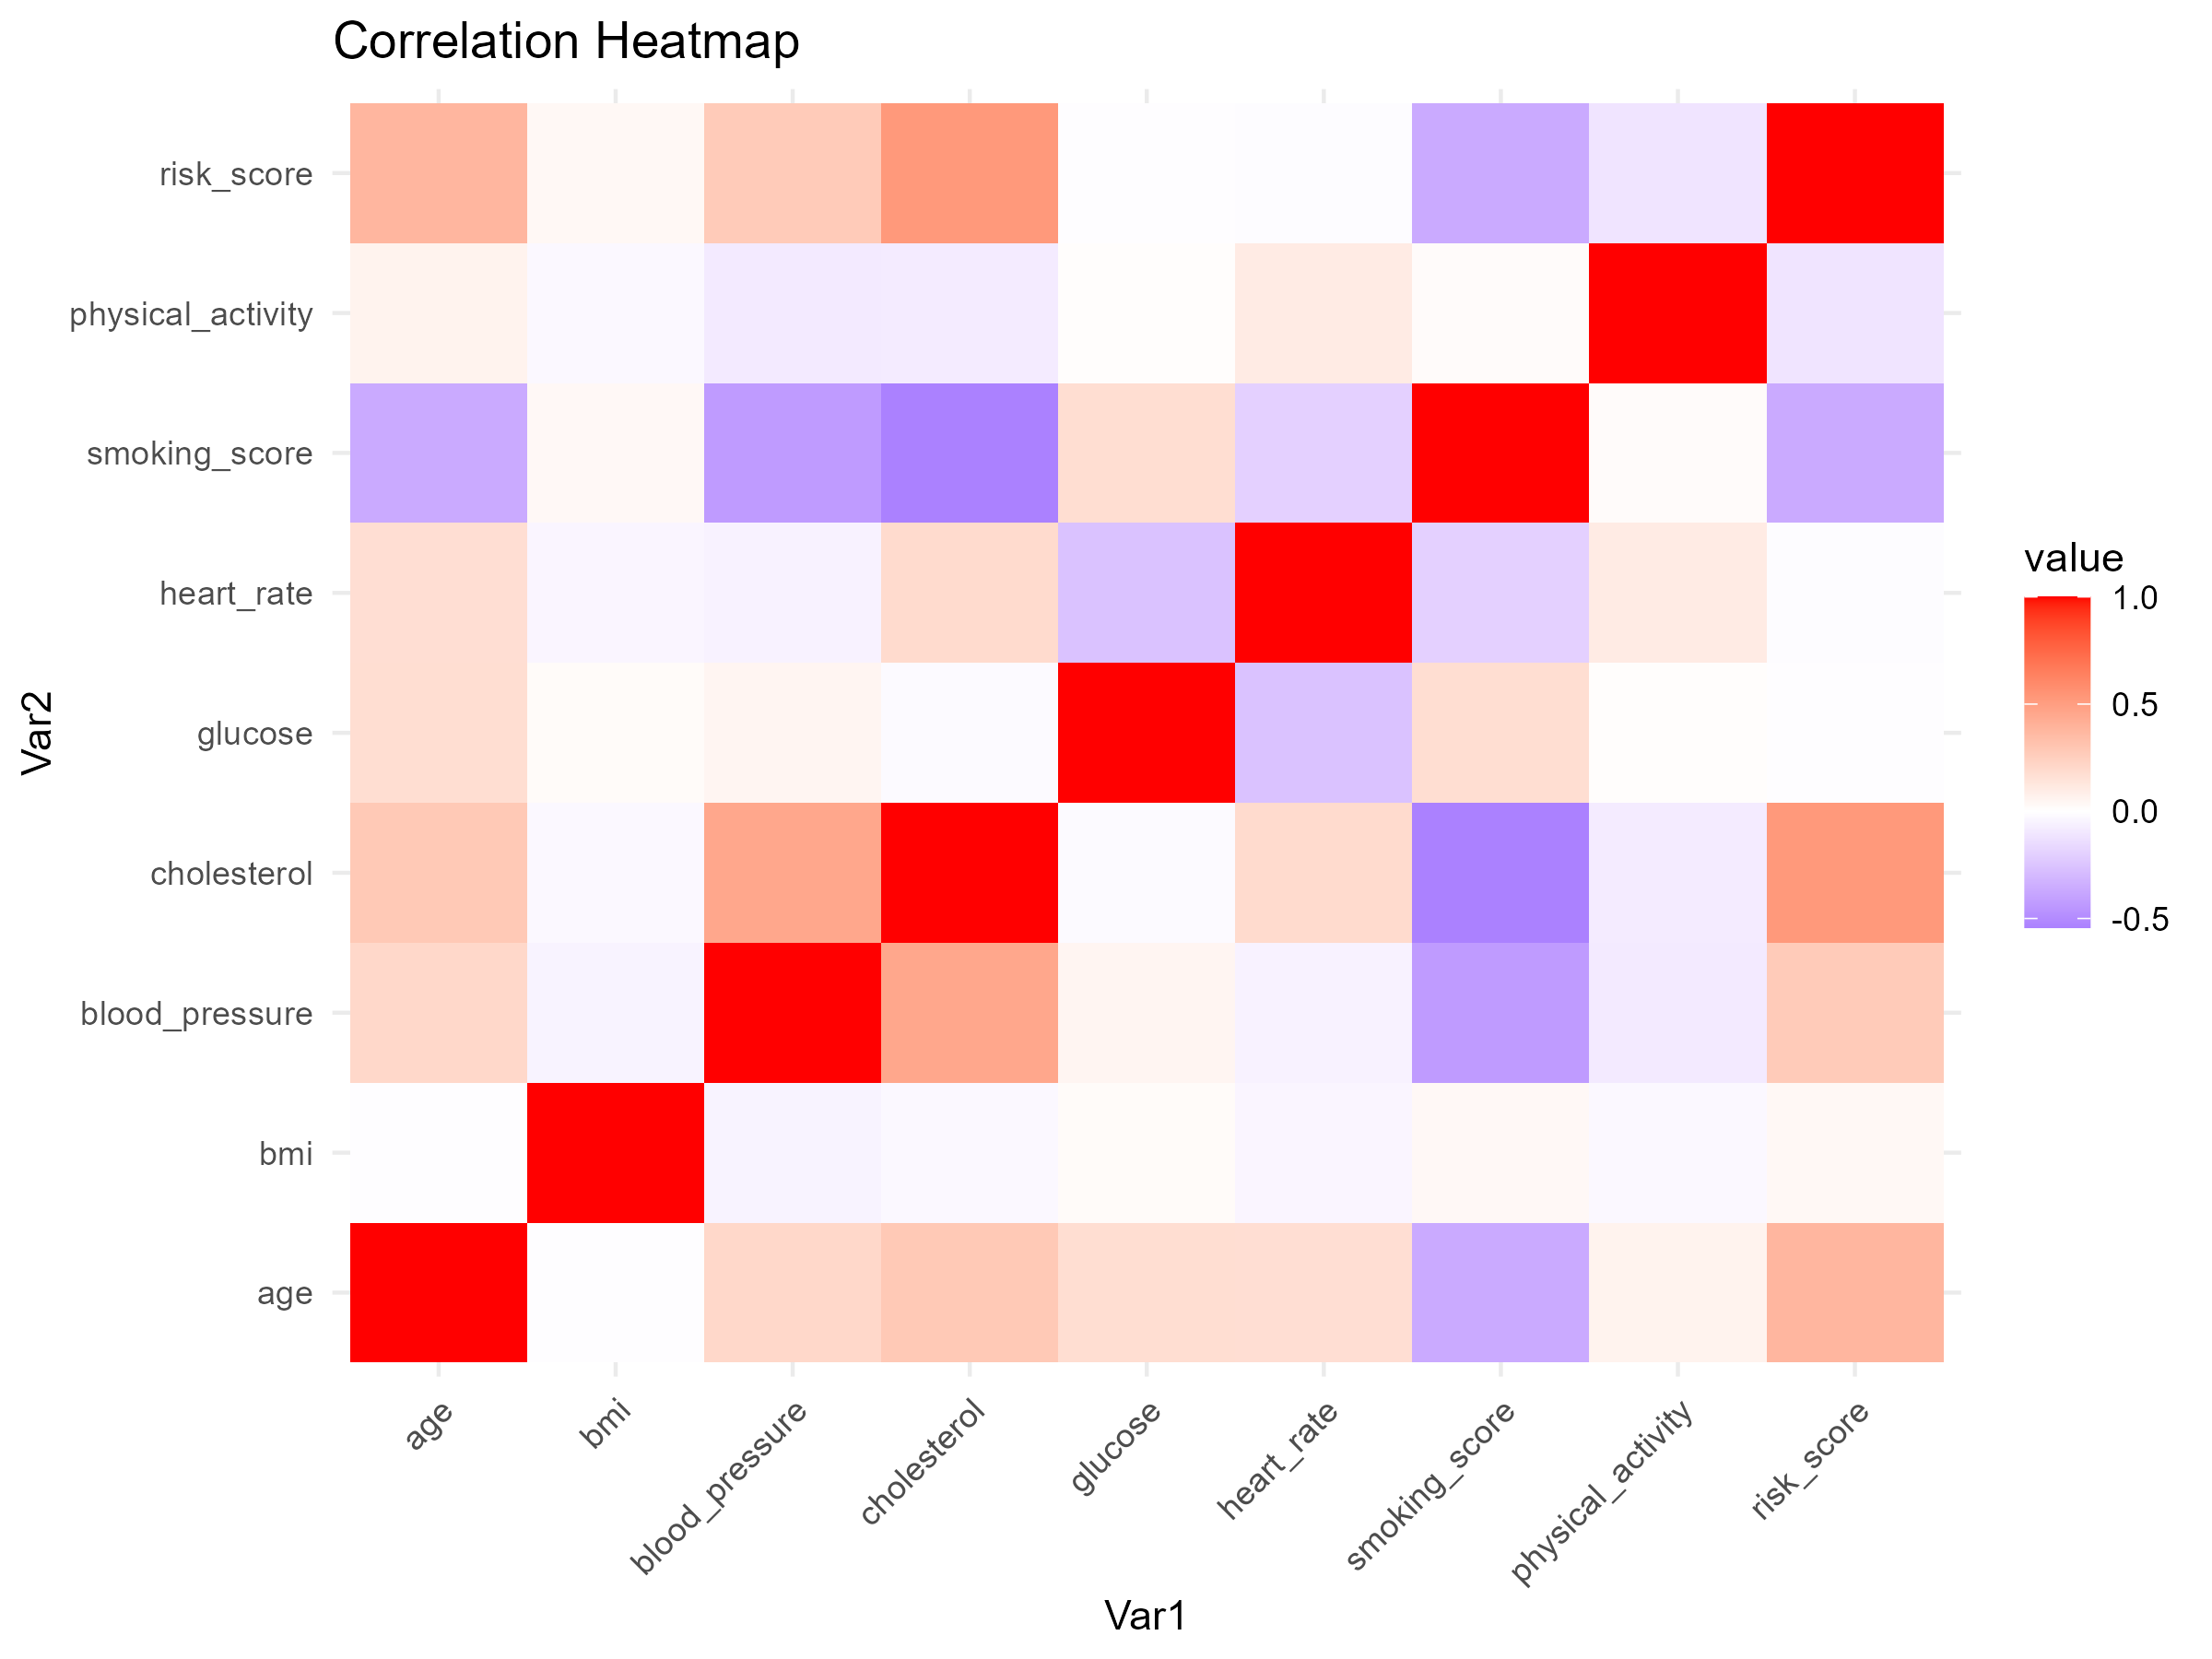 Correlation Heatmap
risk_score
physical_activity
smoking_score
heart_rate
glucose
cholesterol
blood_pressure
bmi
age
Var2
age
bmi
blood_pressure
cholesterol
glucose
heart_rate
smoking_score
physical_activity
risk_score
Var1
value
1.0
0.5
0.0
-0.5